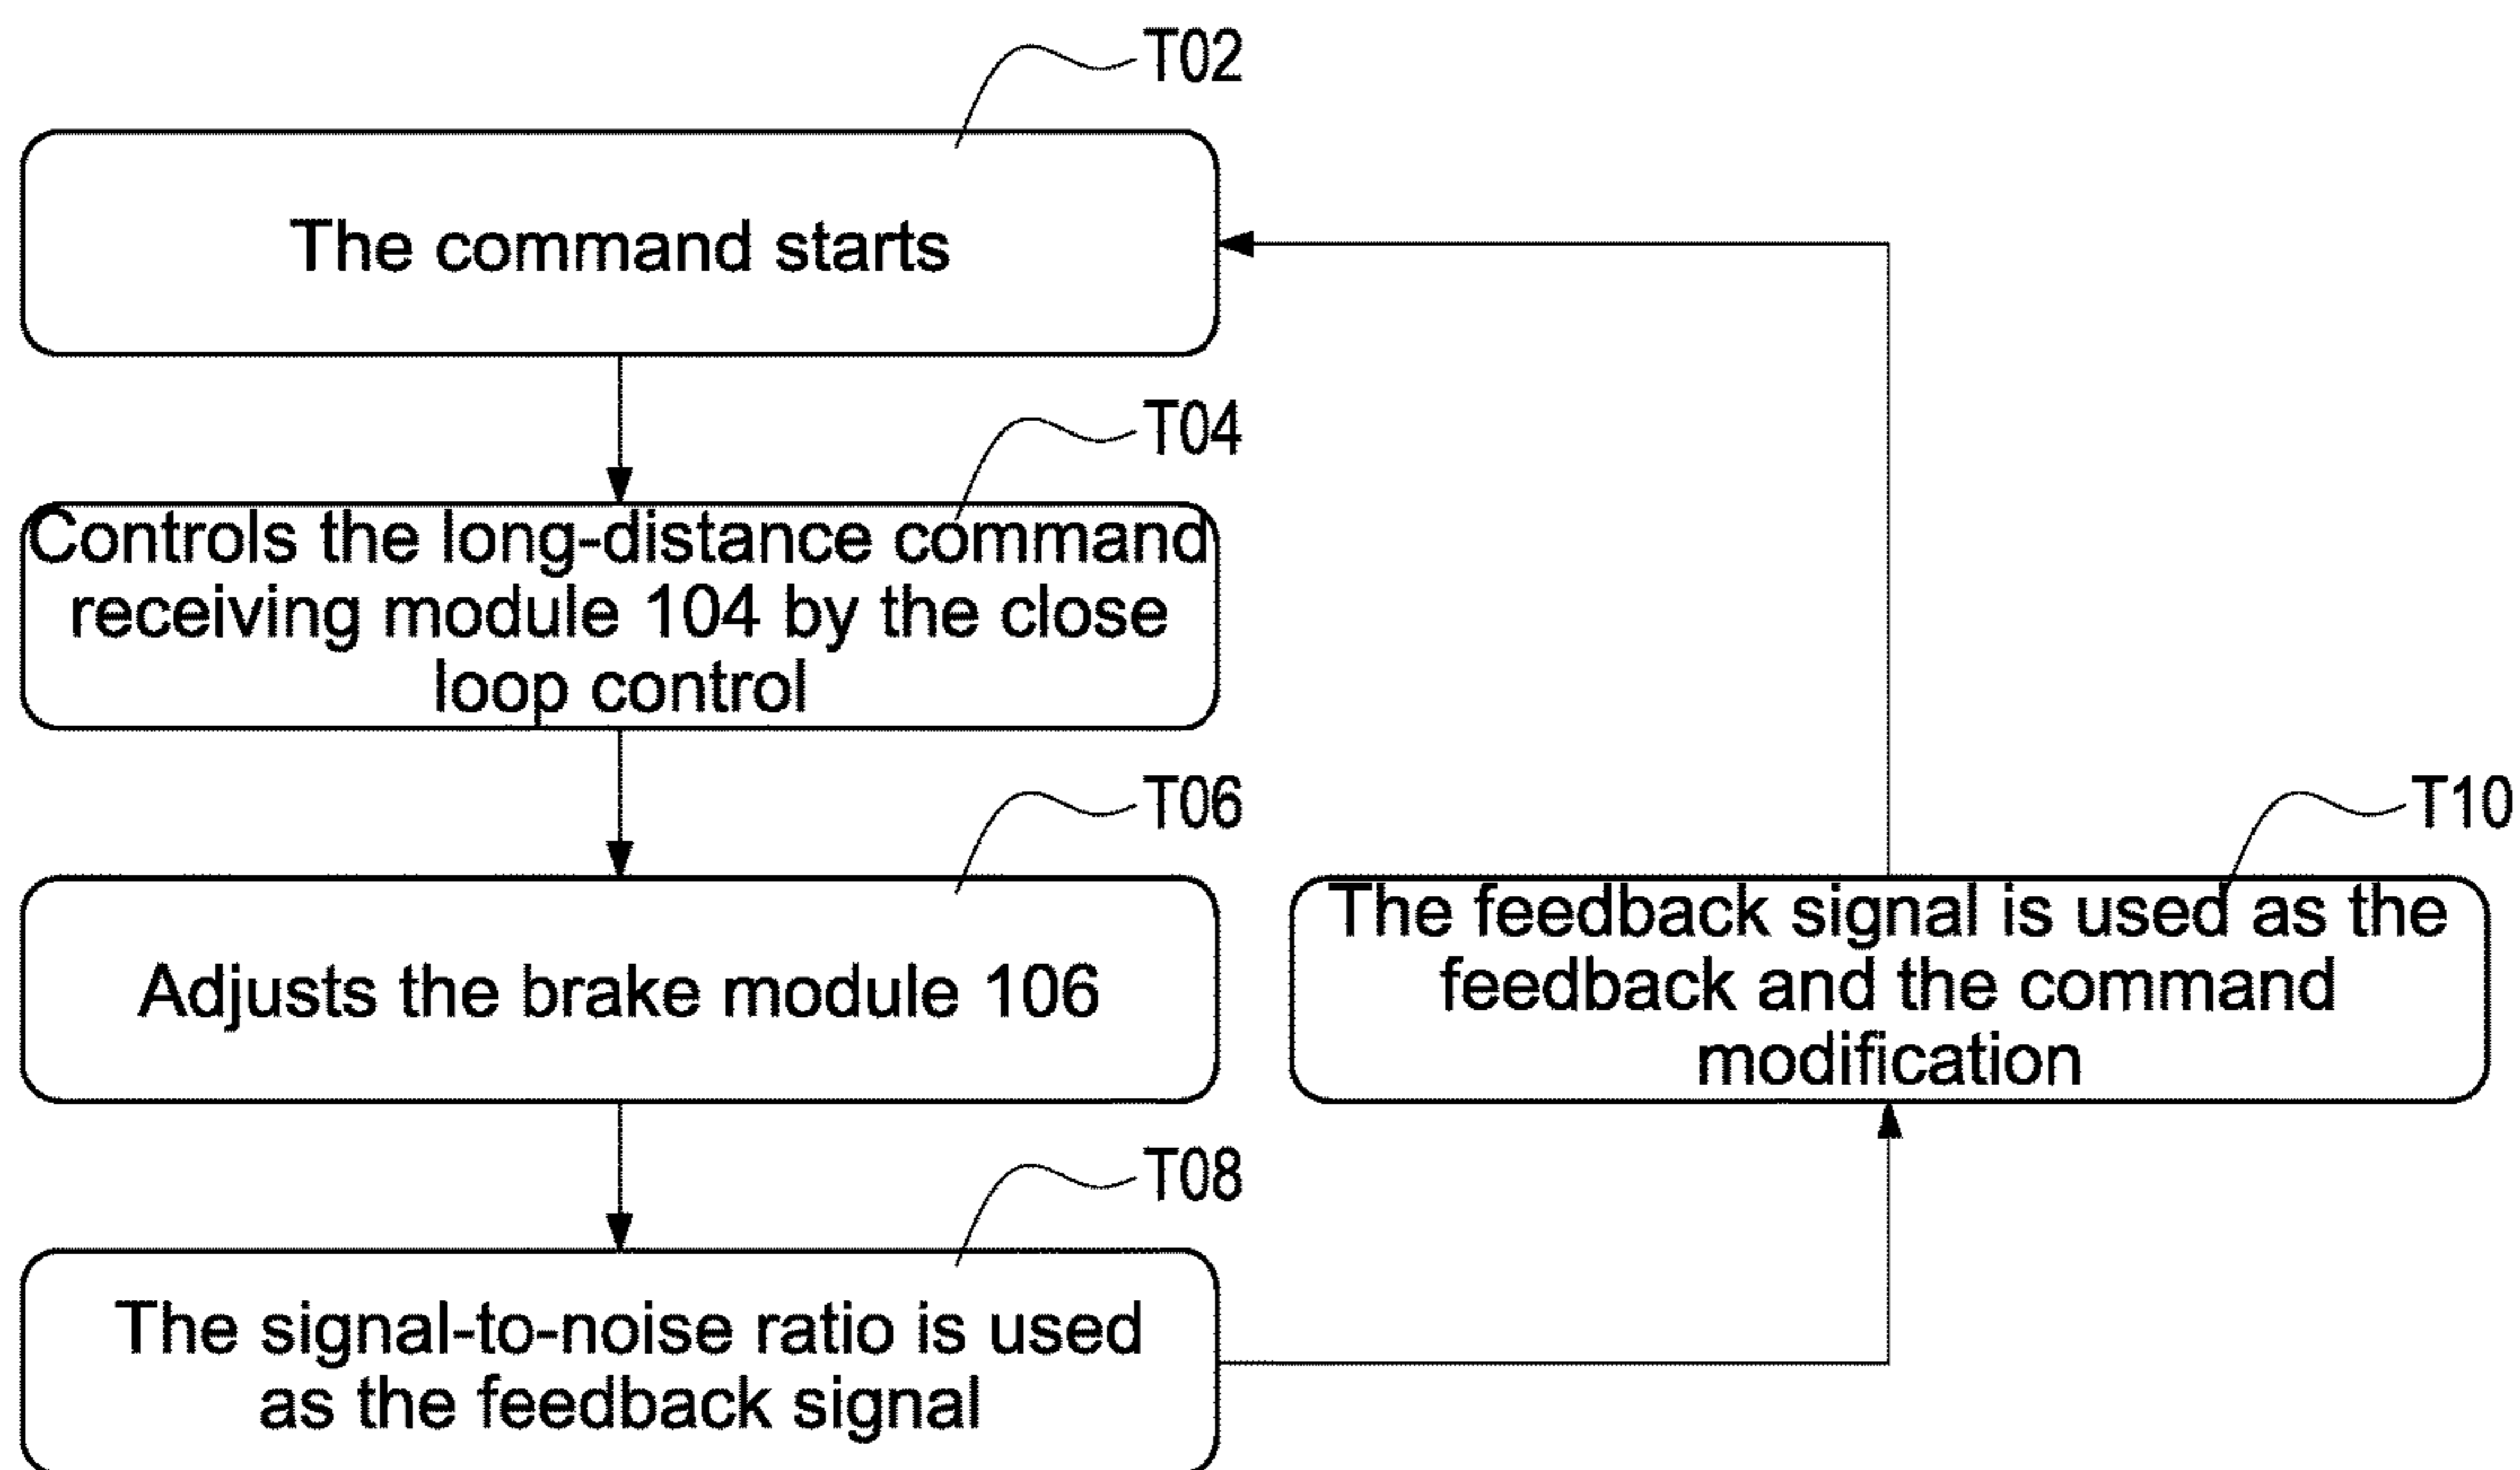 T02
The command starts
T04
Controls the long-distance command
receiving module 104 by the close
loop control
T06
Adjusts the brake module 106
T08
The signal-to-noise ratio is used
as the feedback signal
T10
The feedback signal is used as the
feedback and the command
modification